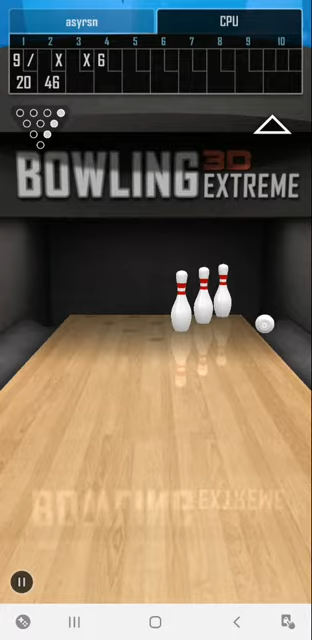 asyrsn CPU
1 2 3 4 5 6 7 8 9 10
9 / X X 6
20 46
BOWLING 3D EXTREME